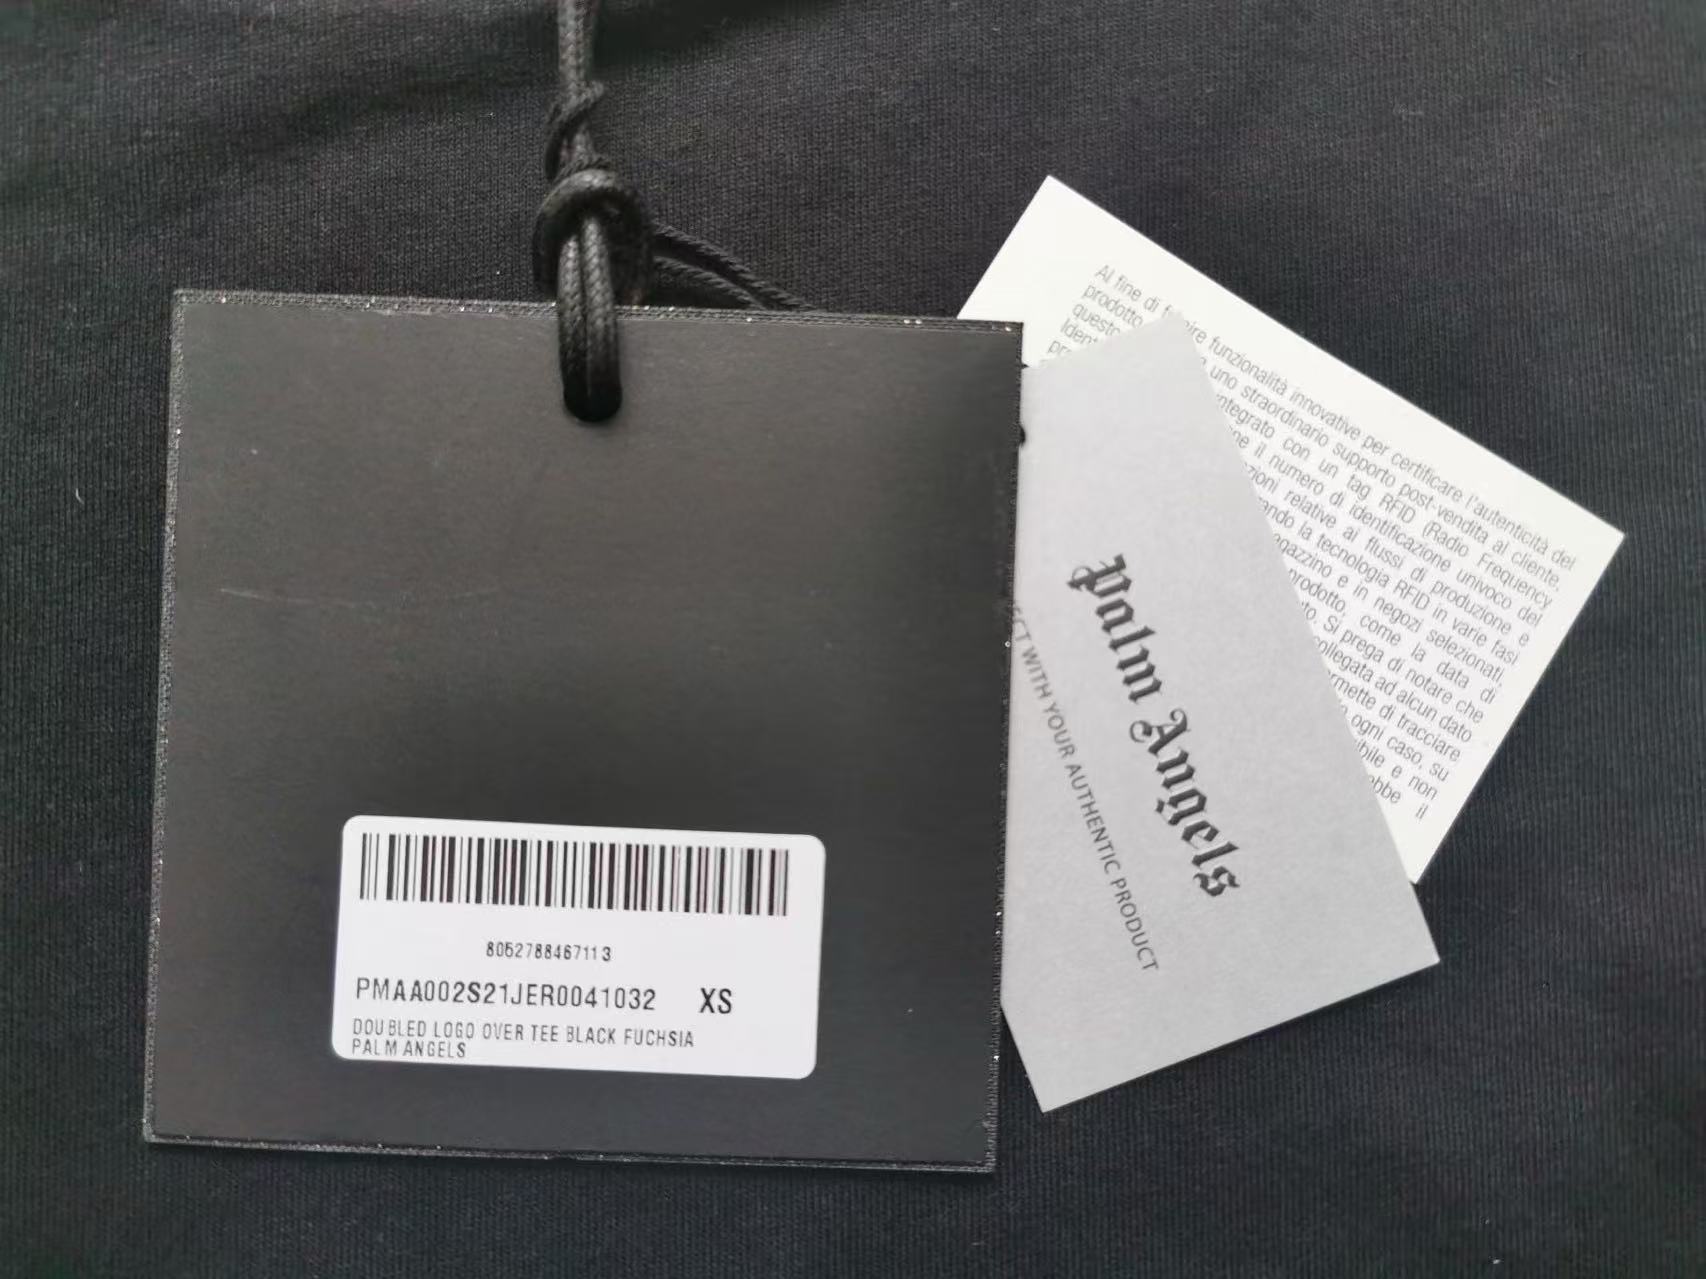 8052788467113
PMAA002S21JER0041032 XS
DOUBLED LOGO OVER TEE BLACK FUCHSIA
PALM ANGELS
Palm Angels
WITH YOUR AUTHENTIC PRODUCT
Al fine di funzionalità innovative per certificare l'autenticità del
prodotto uno straordinario supporto post-vendita al cliente,
questo integrato con un tag RFID (Radio Frequency
il numero di identificazione univoco del
relative ai flussi di produzione e
la tecnologia RFID in varie fasi
e in negozi selezionati,
prodotto, come la data di
Si prega di notare che
collegata ad alcun dato
di tracciare
ogni caso, su
e non
il